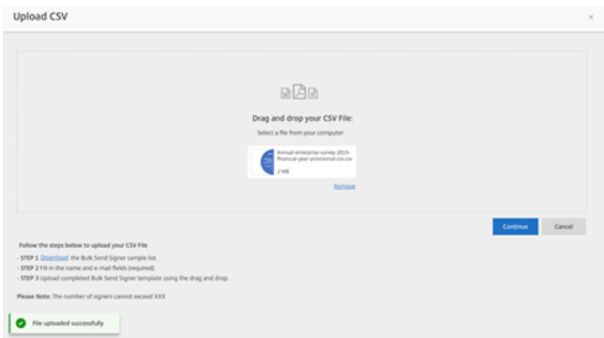 Upload CSV
Drag and drop your CSV File:
Select a file from your computer
Annual-enterprise-survey-2019-
financial-year-provisional-csv.csv
2 MB
Remove
Continue Cancel
Follow the steps below to upload your CSV File
- STEP 1 Download the Bulk Send Signer sample list.
- STEP 2 Fill in the name and e-mail fields (required).
- STEP 3 Upload completed Bulk Send Signer template using the drag and drop.
Please Note: The number of signers cannot exceed XXX
File uploaded successfully